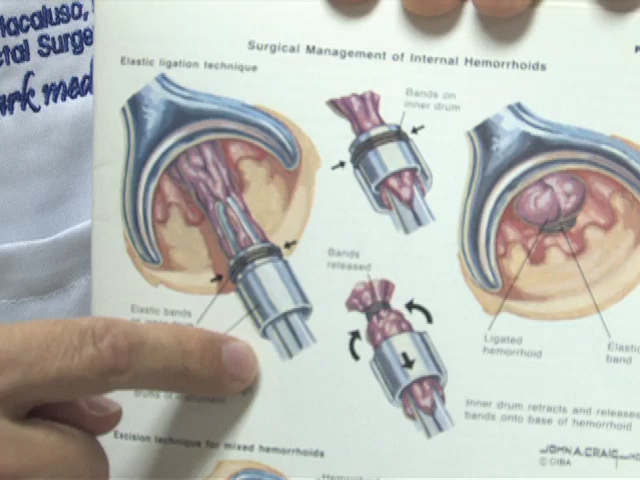 Macaluso,
ctal Surge
ark med
Surgical Management of Internal Hemorrhoids
Elastic ligation technique
Bands on
inner drum
Bands
released
Elastic bands
Ligated
hemorrhoid
Elastic
band
Inner drum retracts and releases
bands onto base of hemorrhoid
Excision technique for mixed hemorrhoids
JOHN A. CRAIG
© CIBA